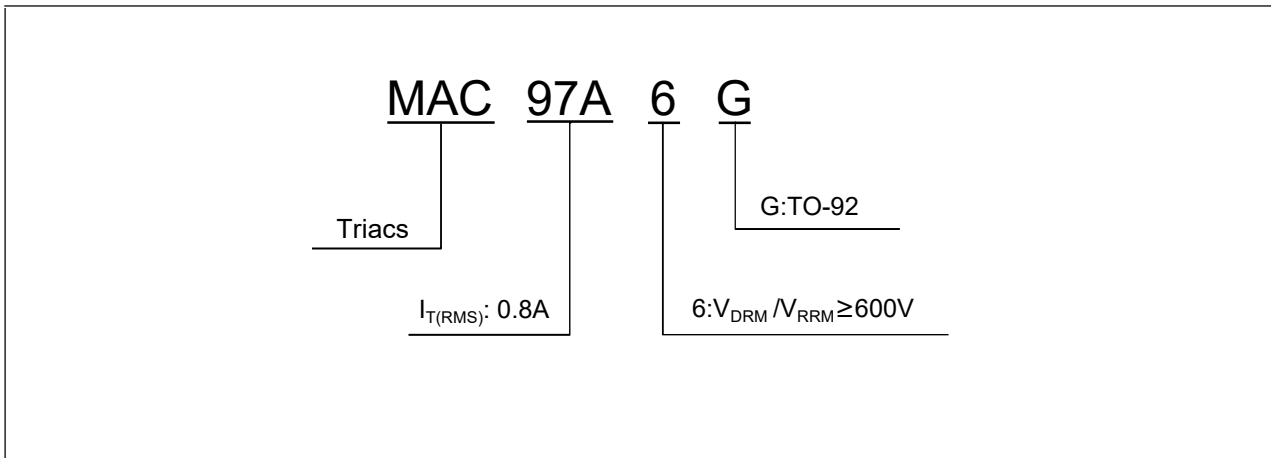 MAC 97A 6 G
G:TO-92
Triacs
IT(RMS): 0.8A
6:VDRM /VRRM≥600V